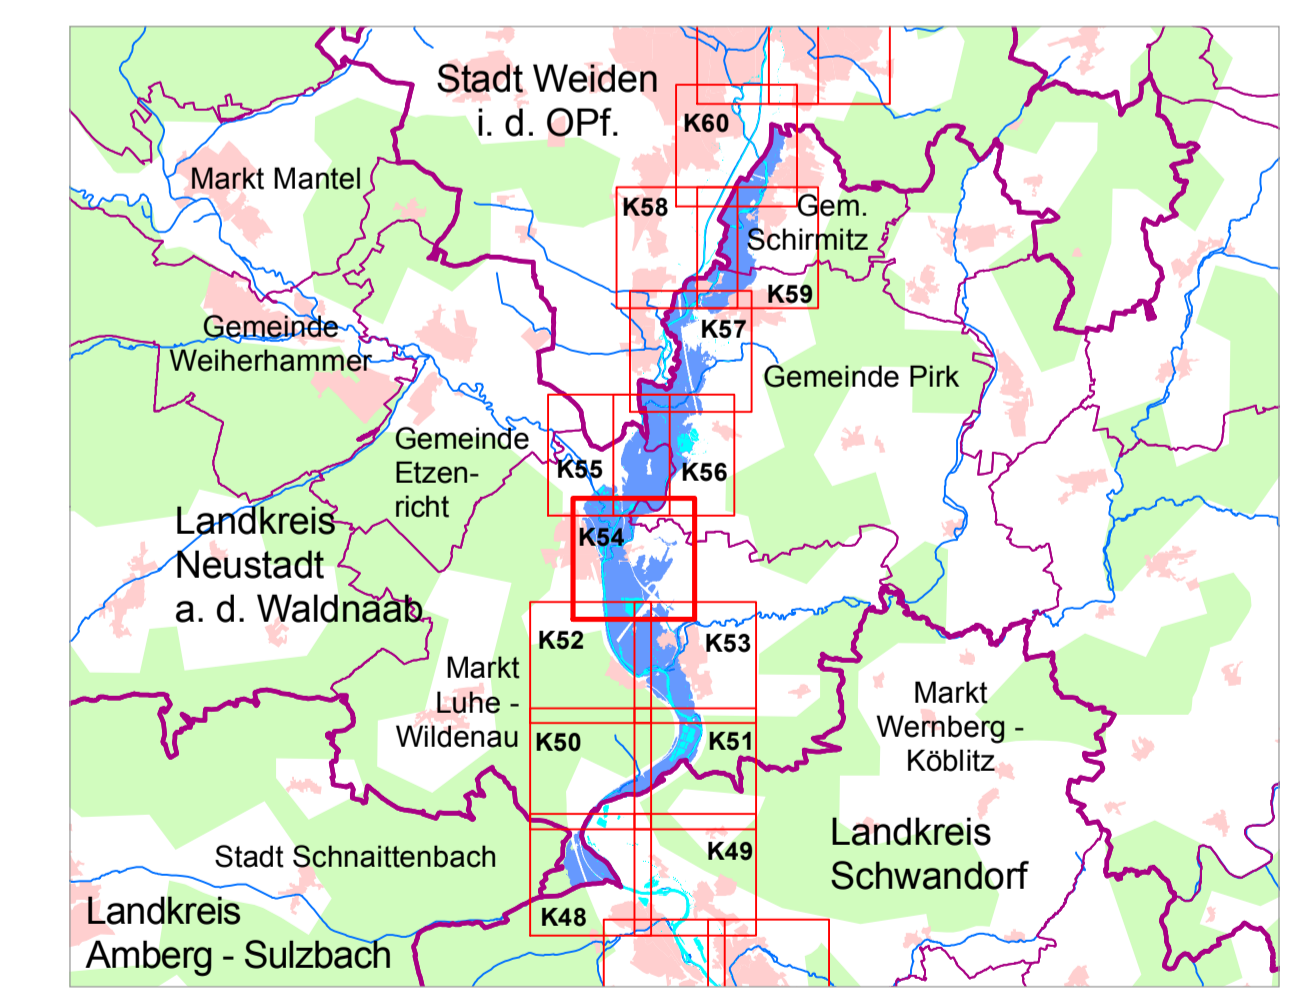 Stadt Weiden
i. d. OPf.
K60
Markt Mantel
K58
Gem.
Schirmitz
K59
Gemeinde
Weiherhammer
K57
Gemeinde Pirk
Gemeinde
Etzen-
richt
K55
K56
Landkreis
Neustadt
a. d. Waldnaab
K54
K52
K53
Markt
Luhe -
Wildenau
Markt
Wernberg -
Köblitz
K50
K51
Stadt Schnaittenbach
K49
Landkreis
Schwandorf
K48
Landkreis
Amberg - Sulzbach